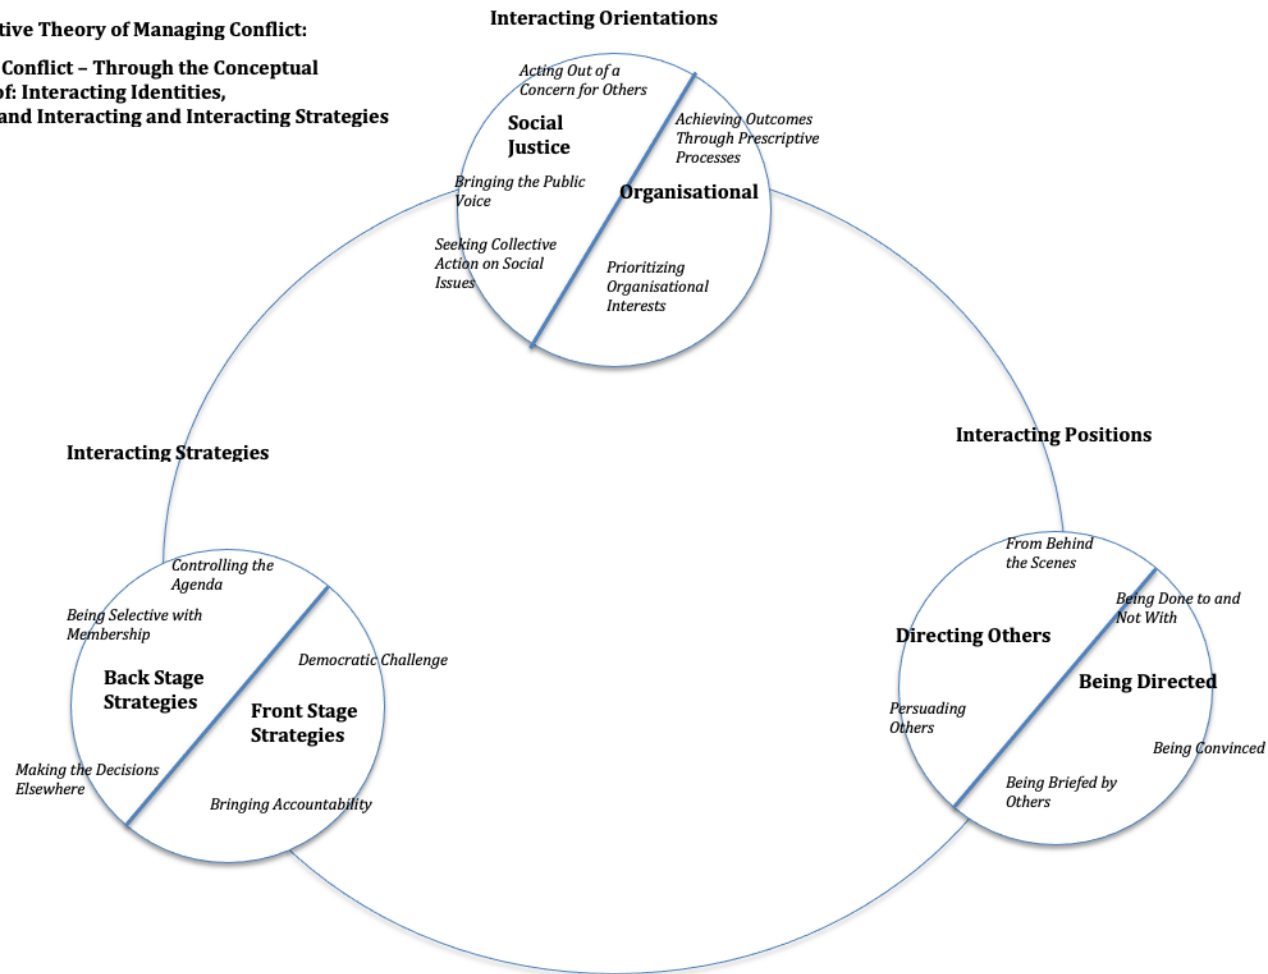 tive Theory of Managing Conflict:
Conflict – Through the Conceptual
of: Interacting Identities,
and Interacting and Interacting Strategies
Interacting Orientations
Acting Out of a
Concern for Others
Social
Justice
Bringing the Public
Voice
Seeking Collective
Action on Social
Issues
Achieving Outcomes
Through Prescriptive
Processes
Organisational
Prioritizing
Organisational
Interests
Interacting Strategies
Controlling the
Agenda
Being Selective with
Membership
Back Stage
Strategies
Making the Decisions
Elsewhere
Democratic Challenge
Front Stage
Strategies
Bringing Accountability
Interacting Positions
From Behind
the Scenes
Directing Others
Persuading
Others
Being Done to and
Not With
Being Directed
Being Convinced
Being Briefed by
Others